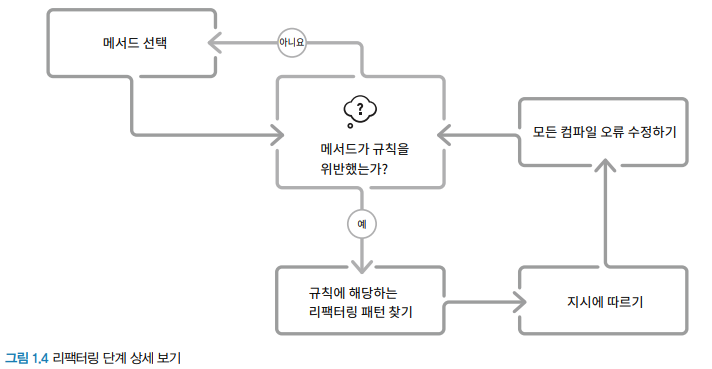 메서드 선택
아니요
?
메서드가 규칙을
위반했는가?
모든 컴파일 오류 수정하기
예
규칙에 해당하는
리팩터링 패턴 찾기
지시에 따르기
그림 1.4 리팩터링 단계 상세 보기